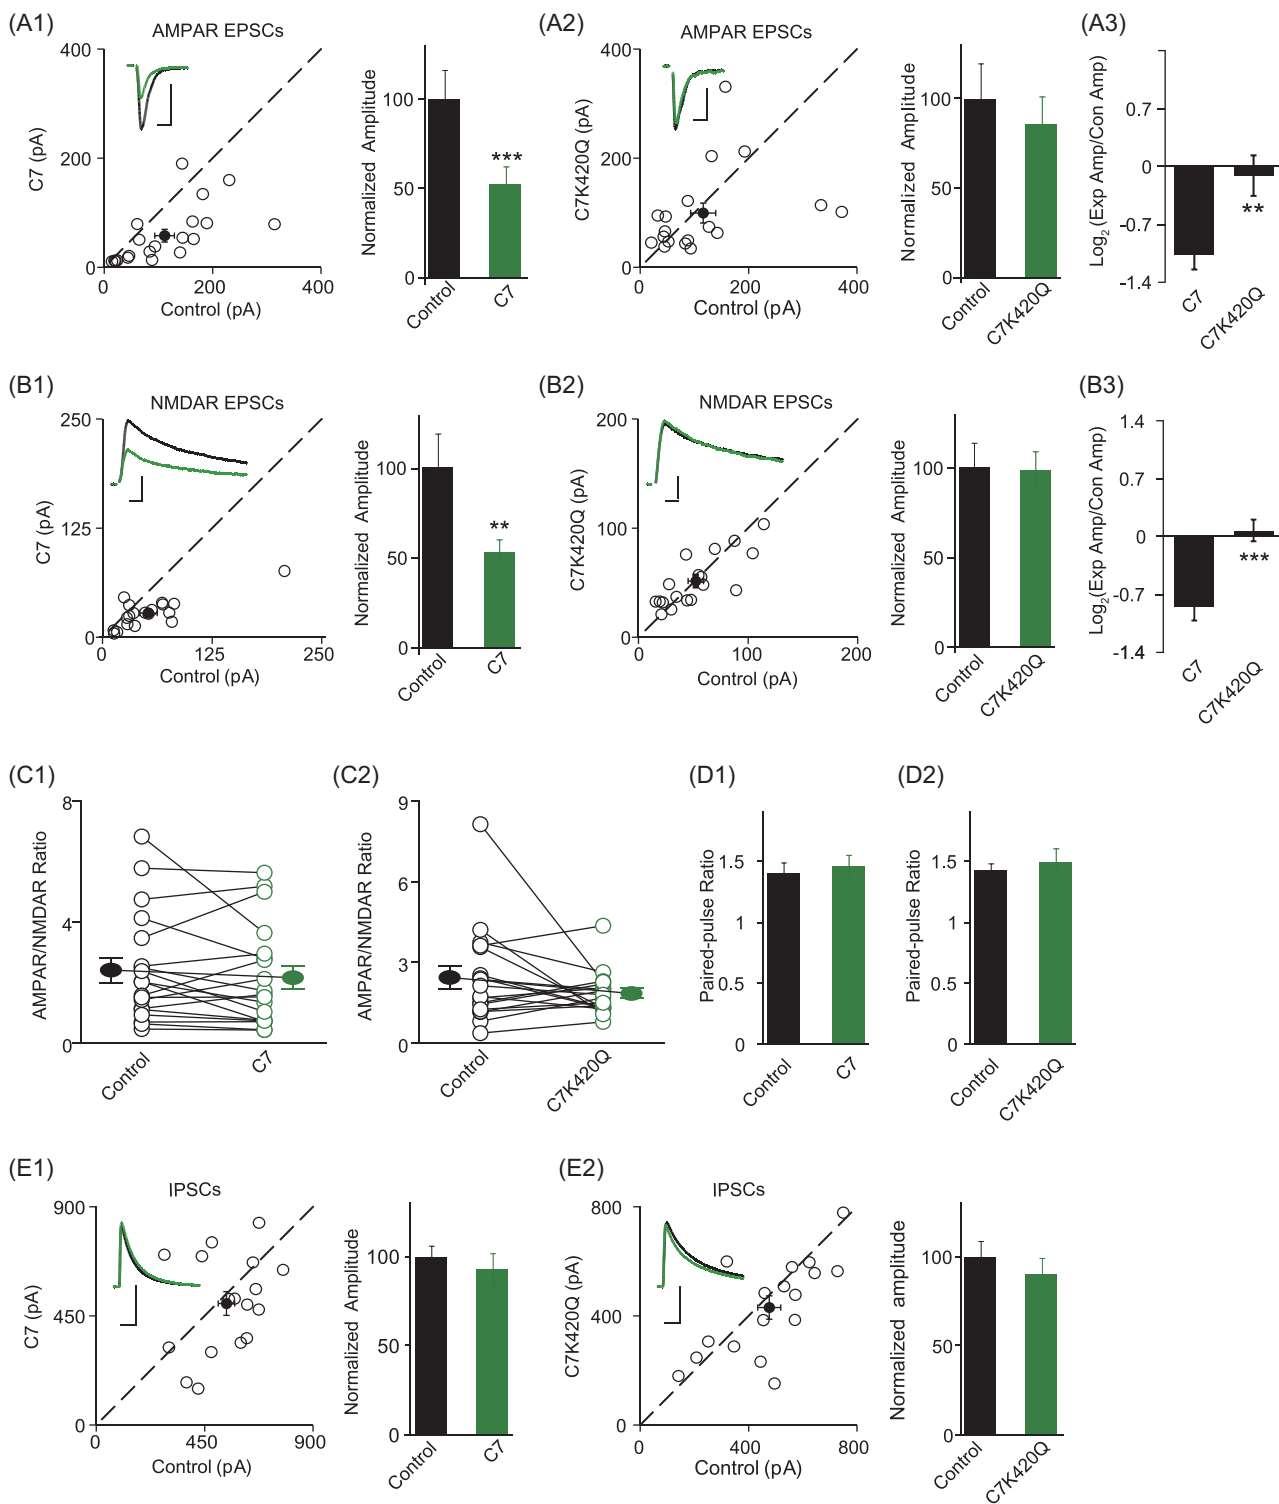 (A1)
AMPAR EPSCs
400
200
0
0
200
400
C7 (pA)
Control (pA)
Normalized Amplitude
100
50
0
***
Control
C7
(A2)
AMPAR EPSCs
400
200
0
0
200
400
C7K420Q (pA)
Control (pA)
Normalized Amplitude
100
50
0
Control
C7K420Q
(A3)
Log2(Exp Amp/Con Amp)
0.7
0
-0.7
-1.4
**
C7
C7K420Q
(B1)
NMDAR EPSCs
250
125
0
0
125
250
C7 (pA)
Control (pA)
Normalized Amplitude
100
50
0
**
Control
C7
(B2)
NMDAR EPSCs
200
100
0
0
100
200
C7K420Q (pA)
Control (pA)
Normalized Amplitude
100
50
0
Control
C7K420Q
(B3)
Log2(Exp Amp/Con Amp)
1.4
0.7
0
-0.7
-1.4
***
C7
C7K420Q
(C1)
AMPAR/NMDAR Ratio
8
4
0
Control
C7
(C2)
AMPAR/NMDAR Ratio
9
6
3
0
Control
C7K420Q
(D1)
Paired-pulse Ratio
1.5
1
0.5
0
Control
C7
(D2)
Paired-pulse Ratio
1.5
1
0.5
0
Control
C7K420Q
(E1)
IPSCs
900
450
0
0
450
900
C7 (pA)
Control (pA)
Normalized Amplitude
100
50
0
Control
C7
(E2)
IPSCs
800
400
0
0
400
800
C7K420Q (pA)
Control (pA)
Normalized amplitude
100
50
0
Control
C7K420Q